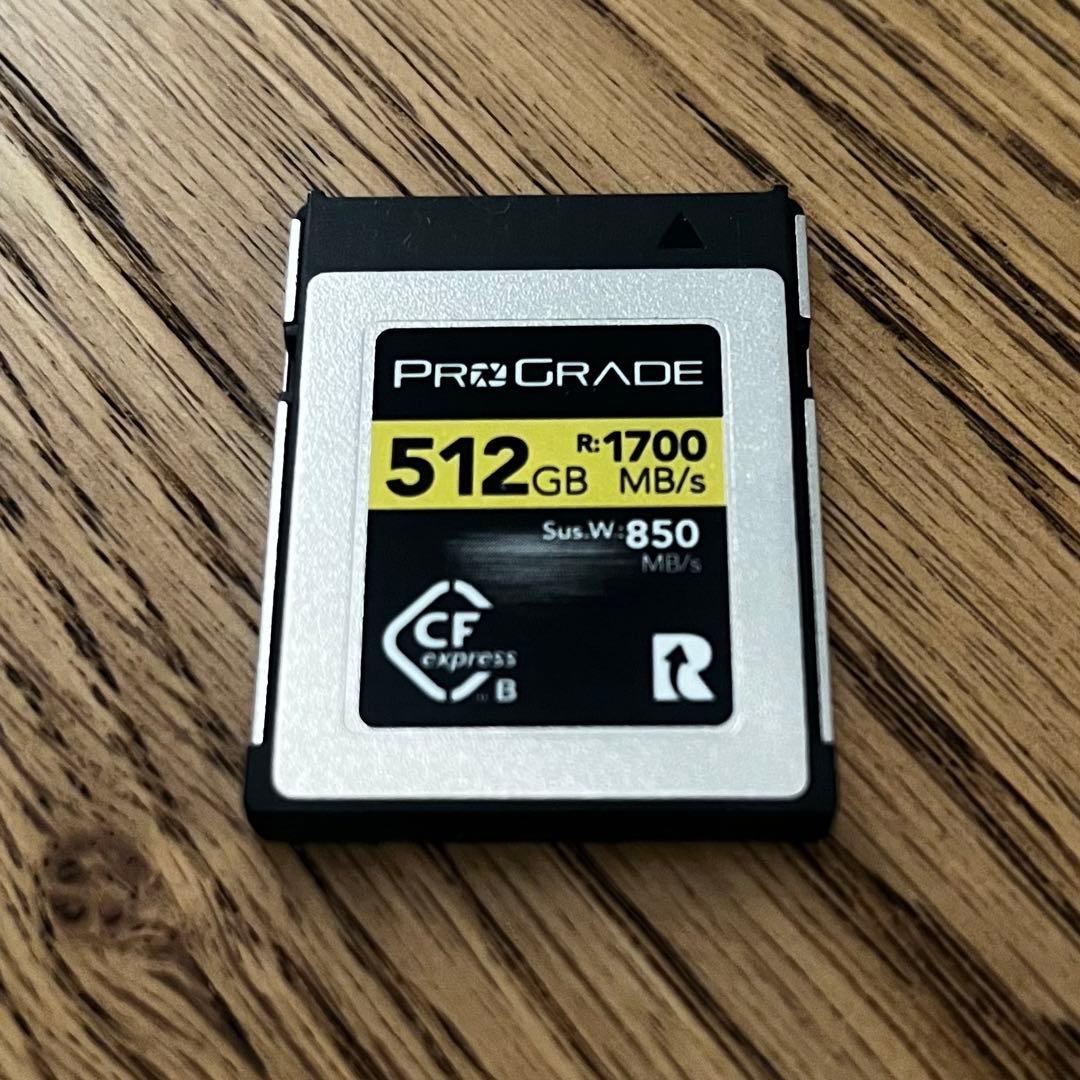 PROGRADE
512GB R:1700 MB/s
Sus.W:850
MB/s
CF
express
B
R